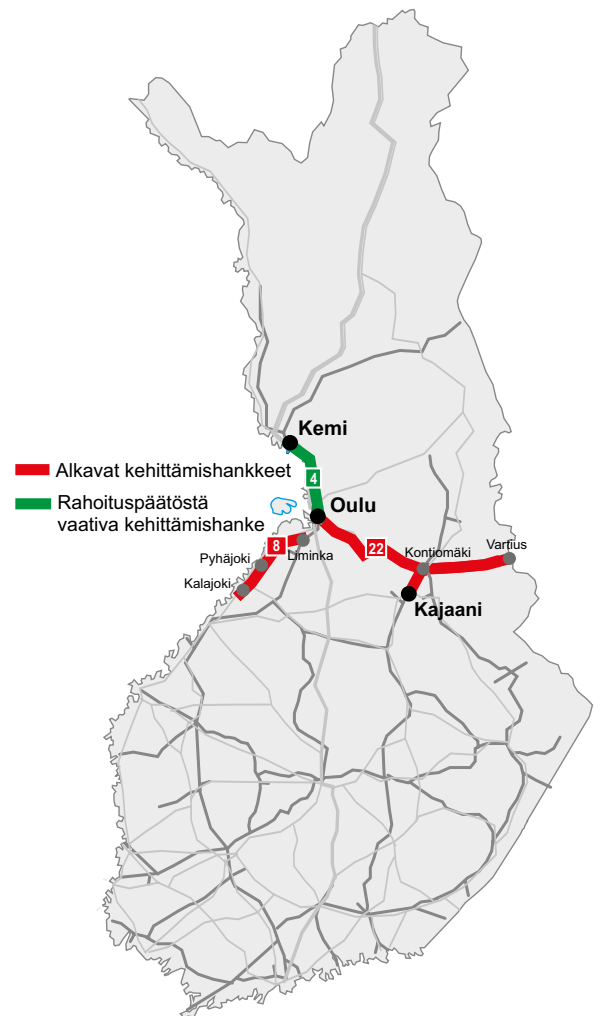 Kemi
Alkavat kehittämishankkeet
4
Rahoituspäätöstä
vaativa kehittämishanke
Oulu
8
Liminka
22
Kontiomäki
Vartius
Pyhäjoki
Kalajoki
Kajaani